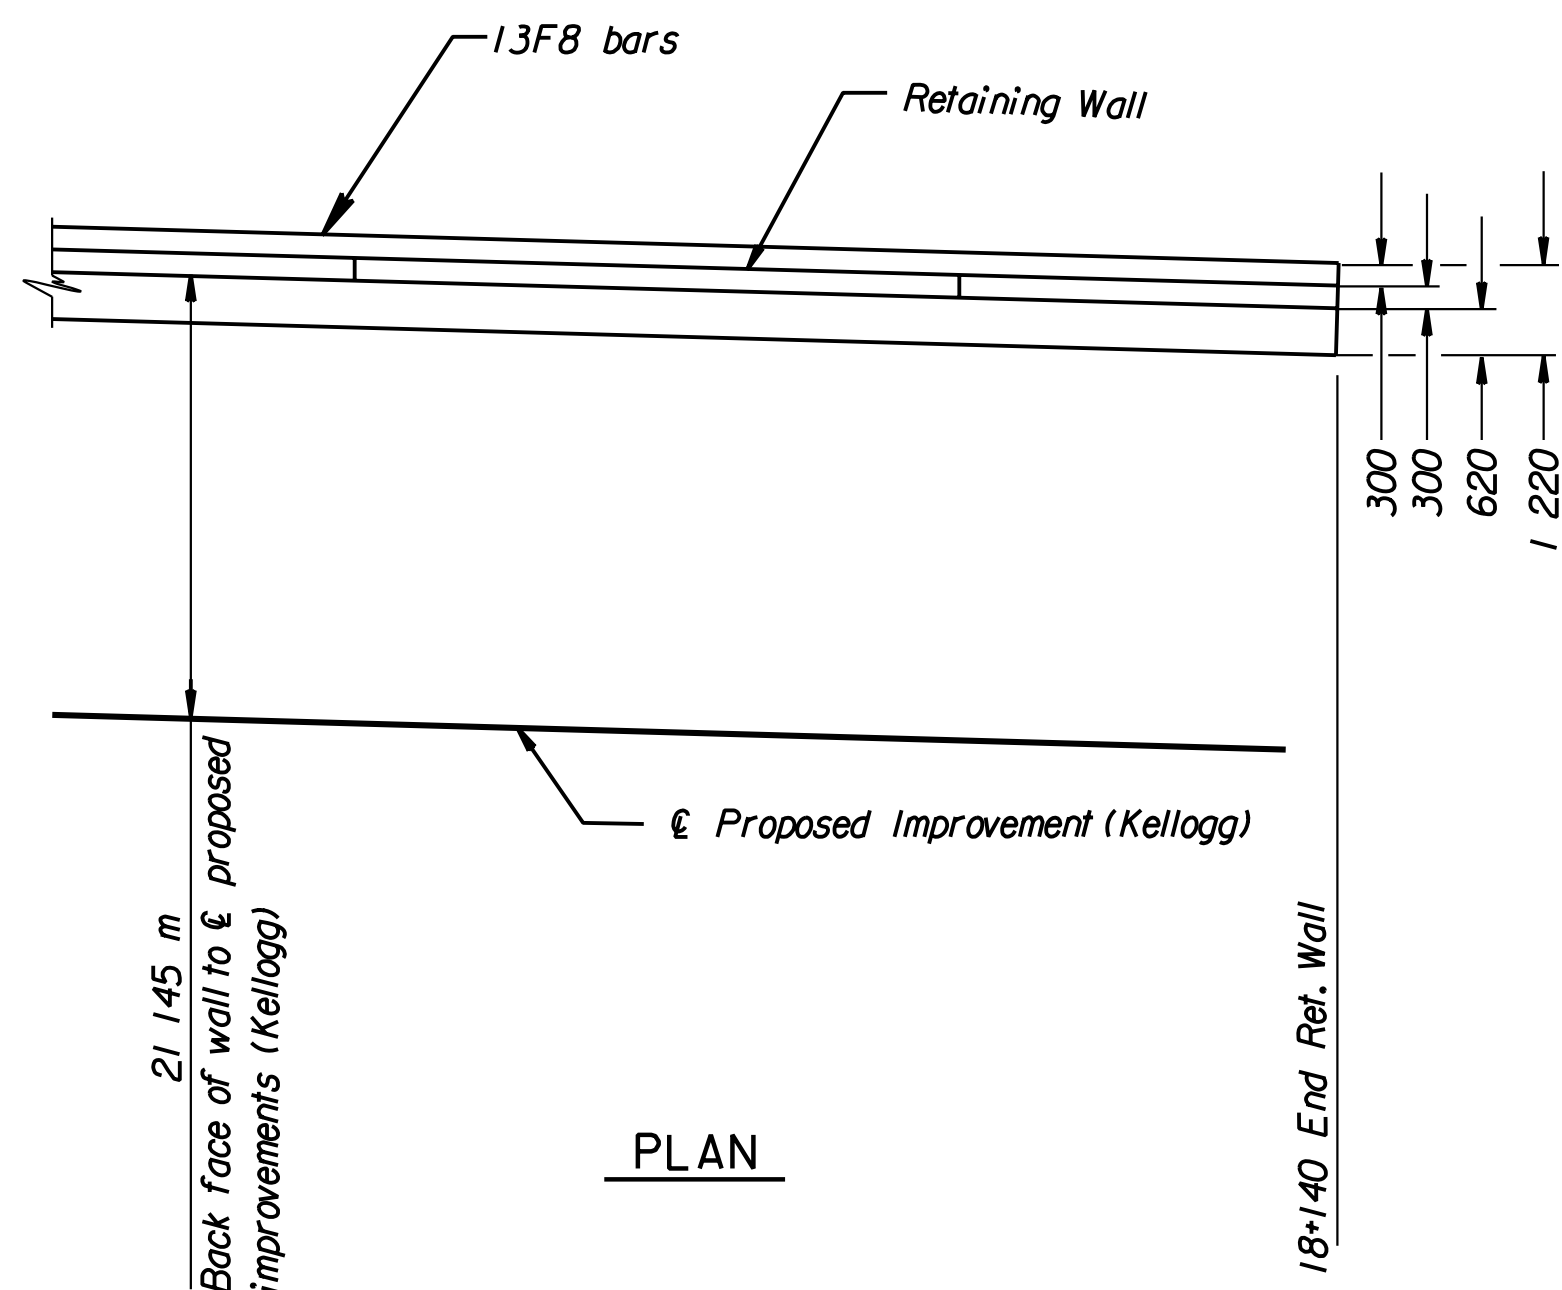 13F8 bars
Retaining Wall
300
300
620
1 220
℄ Proposed Improvement (Kellogg)
21 145 m
Back face of wall to ℄ proposed
improvements (Kellogg)
18+140 End Ret. Wall
PLAN